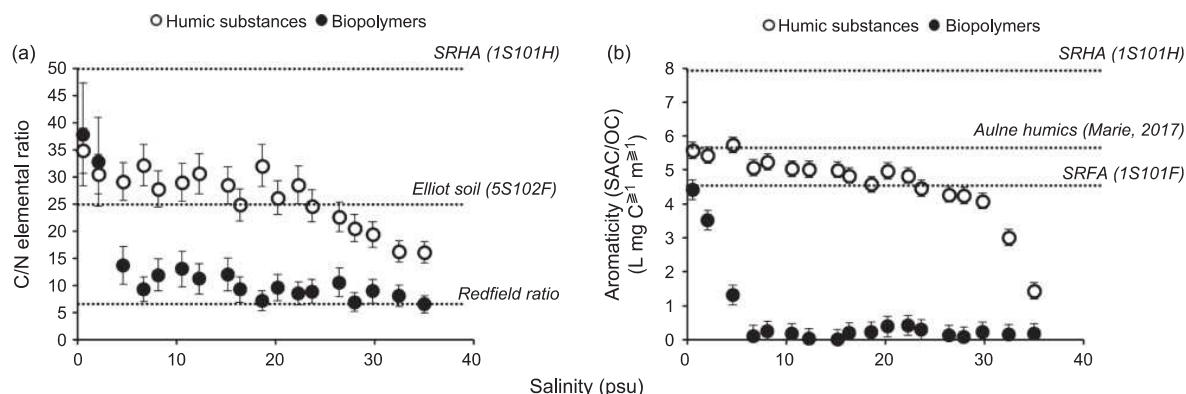 Humic substances Biopolymers
(a)
SRHA (1S101H)
50
45
40
35
30
25
20
15
10
5
0
C/N elemental ratio
Elliot soil (5S102F)
Redfield ratio
0 10 20 30 40
Humic substances Biopolymers
(b)
SRHA (1S101H)
8
7
6
5
4
3
2
1
0
Aromaticity (SAC/OC)
(L mg C≋1 m≋1)
Aulne humics (Marie, 2017)
SRFA (1S101F)
0 10 20 30 40
Salinity (psu)